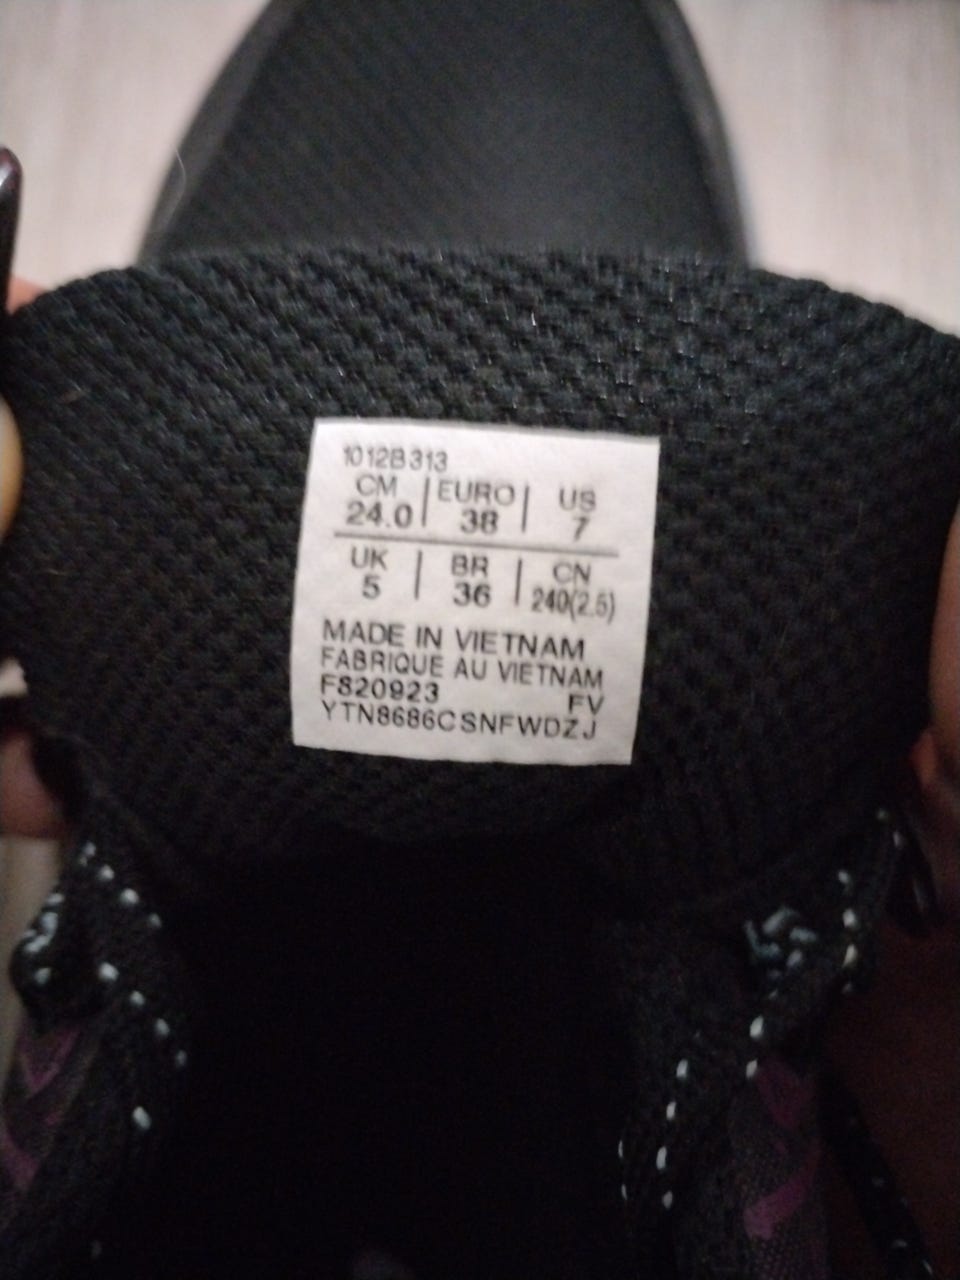 1012B313
CM | EURO | US
24.0 | 38 | 7
UK | BR | CN
5 | 36 | 240(2.5)
MADE IN VIETNAM
FABRIQUE AU VIETNAM
FS20923 FV
YTN8686CSNFWDZJ